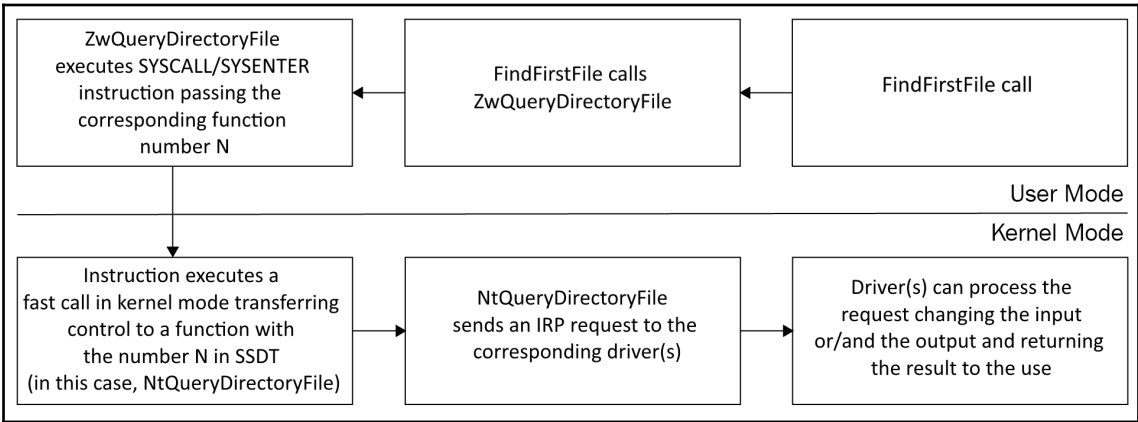 ZwQueryDirectoryFile
executes SYSCALL/SYSENTER
instruction passing the
corresponding function
number N
FindFirstFile calls
ZwQueryDirectoryFile
FindFirstFile call
User Mode
Kernel Mode
Instruction executes a
fast call in kernel mode transferring
control to a function with
the number N in SSDT
(in this case, NtQueryDirectoryFile)
NtQueryDirectoryFile
sends an IRP request to the
corresponding driver(s)
Driver(s) can process the
request changing the input
or/and the output and returning
the result to the use